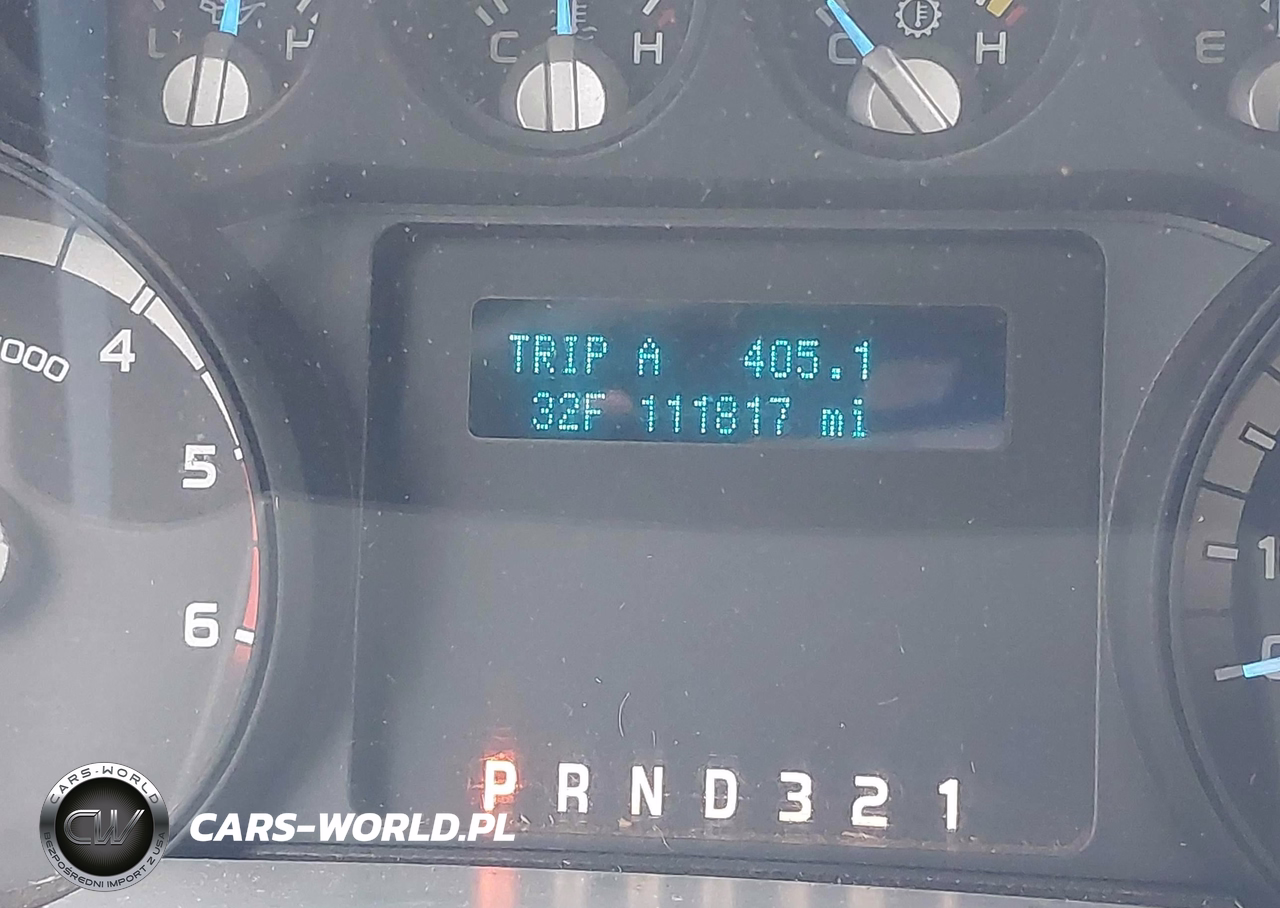 L H
C H
C H
E
000
4
5
6
TRIP A 405.1
32F 111817 mi
P R N D 3 2 1
CARS-WORLD
CW
BEZPOŚREDNI IMPORT Z USA
CARS-WORLD.PL